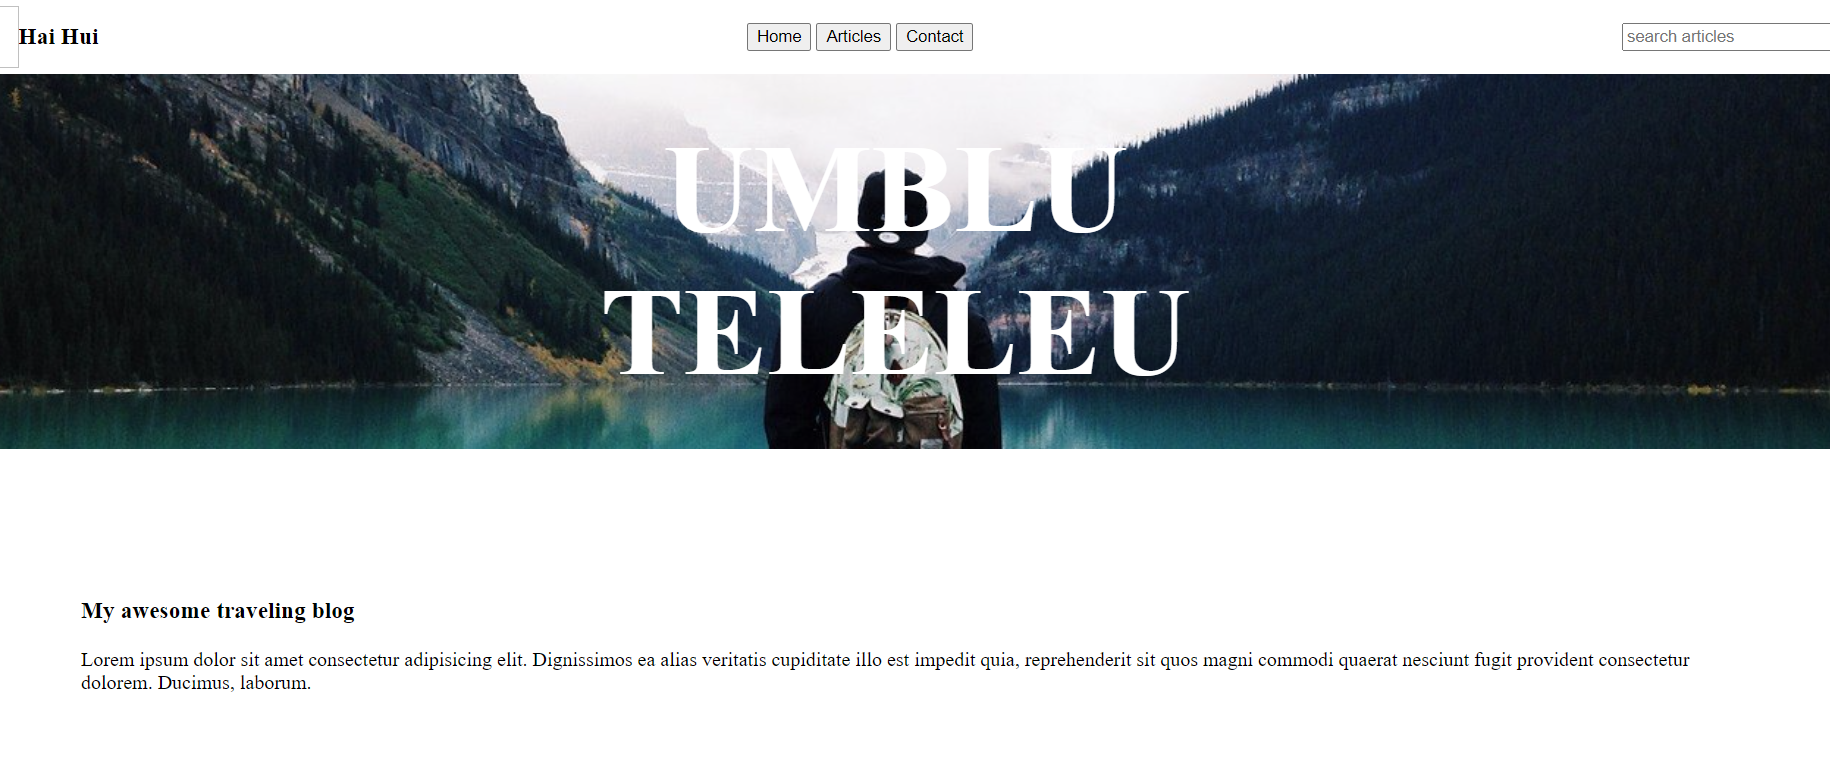 Hai Hui
Home Articles Contact
search articles
UMBLU
TELELEU
My awesome traveling blog
Lorem ipsum dolor sit amet consectetur adipisicing elit. Dignissimos ea alias veritatis cupiditate illo est impedit quia, reprehenderit sit quos magni commodi quaerat nesciunt fugit provident consectetur
dolorem. Ducimus, laborum.